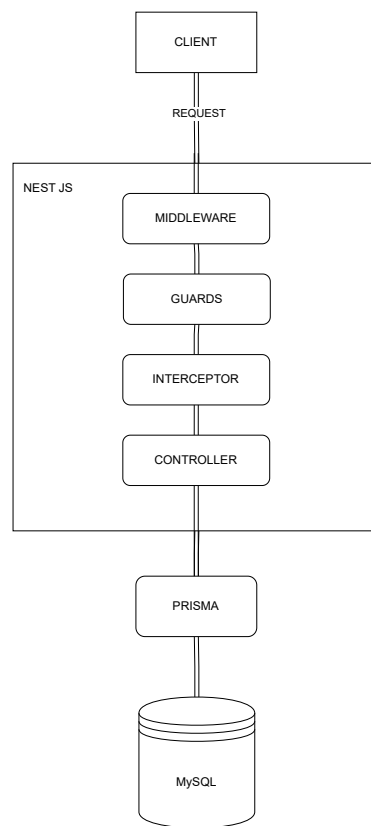 CLIENT
REQUEST
NEST JS
MIDDLEWARE
GUARDS
INTERCEPTOR
CONTROLLER
PRISMA
MySQL